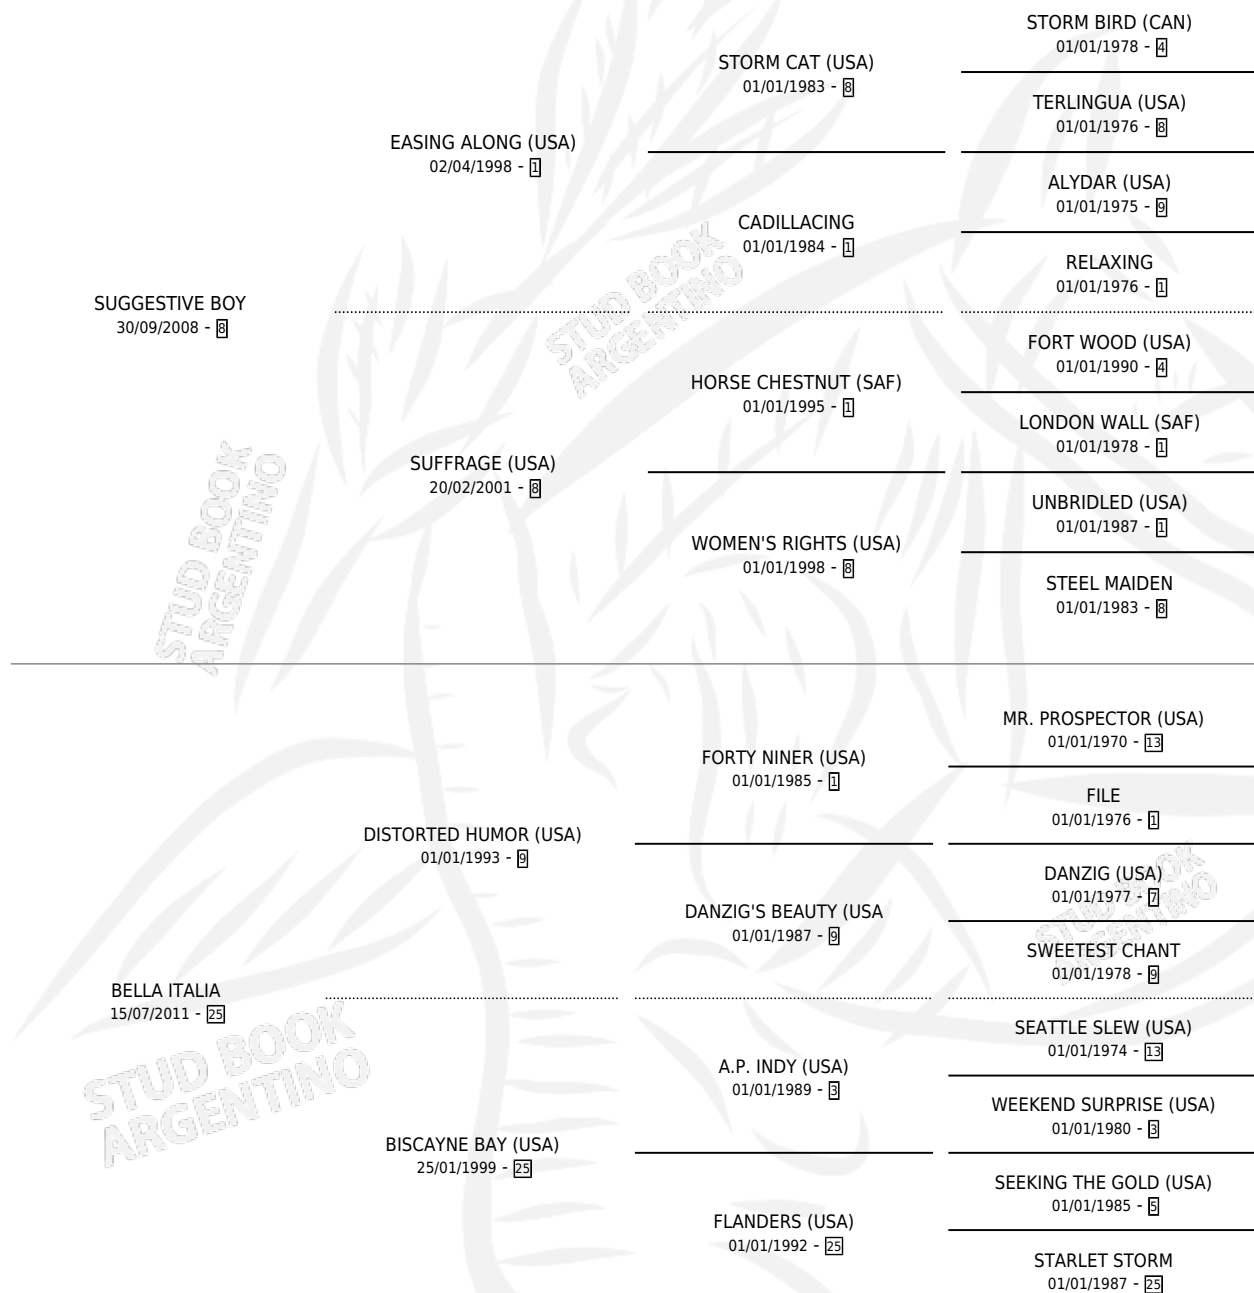 STORM BIRD (CAN)
01/01/1978 - 4
STORM CAT (USA)
01/01/1983 - 8
TERLINGUA (USA)
01/01/1976 - 8
EASING ALONG (USA)
02/04/1998 - 1
ALYDAR (USA)
01/01/1975 - 9
CADILLACING
01/01/1984 - 1
RELAXING
01/01/1976 - 1
SUGGESTIVE BOY
30/09/2008 - 8
FORT WOOD (USA)
01/01/1990 - 4
HORSE CHESTNUT (SAF)
01/01/1995 - 1
LONDON WALL (SAF)
01/01/1978 - 1
SUFFRAGE (USA)
20/02/2001 - 8
UNBRIDLED (USA)
01/01/1987 - 1
WOMEN'S RIGHTS (USA)
01/01/1998 - 8
STEEL MAIDEN
01/01/1983 - 8
STUD BOOK
ARGENTINO
STUD BOOK
ARGENTINO
MR. PROSPECTOR (USA)
01/01/1970 - 13
FORTY NINER (USA)
01/01/1985 - 1
FILE
01/01/1976 - 1
DISTORTED HUMOR (USA)
01/01/1993 - 9
DANZIG (USA)
01/01/1977 - 7
DANZIG'S BEAUTY (USA
01/01/1987 - 9
SWEETEST CHANT
01/01/1978 - 9
BELLA ITALIA
15/07/2011 - 25
SEATTLE SLEW (USA)
01/01/1974 - 13
A.P. INDY (USA)
01/01/1989 - 3
WEEKEND SURPRISE (USA)
01/01/1980 - 3
BISCAYNE BAY (USA)
25/01/1999 - 25
SEEKING THE GOLD (USA)
01/01/1985 - 5
FLANDERS (USA)
01/01/1992 - 25
STARLET STORM
01/01/1987 - 25
STUD BOOK
ARGENTINO
STUD BOOK
ARGENTINO